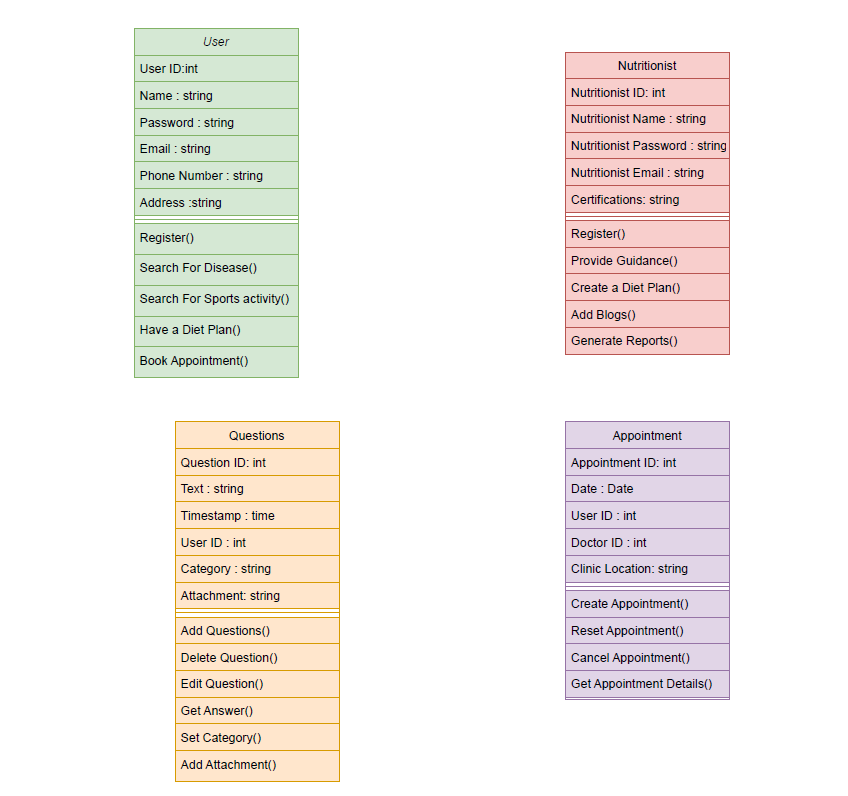 User
User ID:int
Name : string
Password : string
Email : string
Phone Number : string
Address :string
Register()
Search For Disease()
Search For Sports activity()
Have a Diet Plan()
Book Appointment()
Nutritionist
Nutritionist ID: int
Nutritionist Name : string
Nutritionist Password : string
Nutritionist Email : string
Certifications: string
Register()
Provide Guidance()
Create a Diet Plan()
Add Blogs()
Generate Reports()
Questions
Question ID: int
Text : string
Timestamp : time
User ID : int
Category : string
Attachment: string
Add Questions()
Delete Question()
Edit Question()
Get Answer()
Set Category()
Add Attachment()
Appointment
Appointment ID: int
Date : Date
User ID : int
Doctor ID : int
Clinic Location: string
Create Appointment()
Reset Appointment()
Cancel Appointment()
Get Appointment Details()